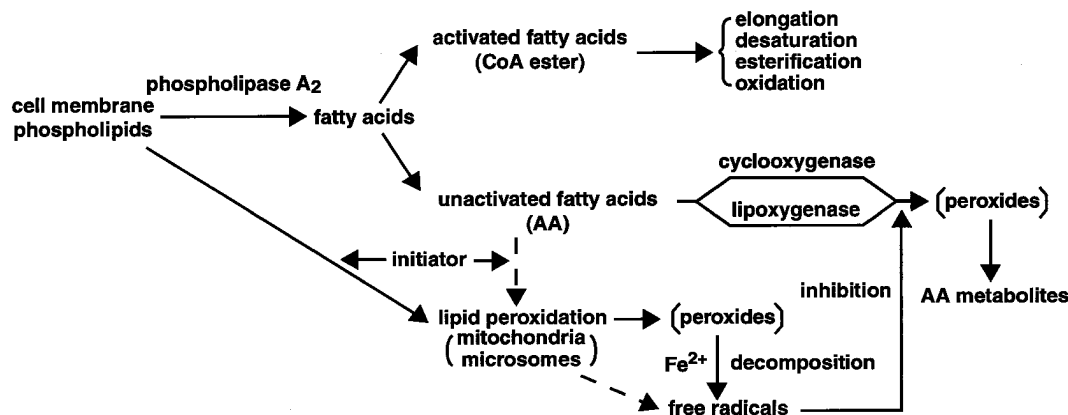 elongation
desaturation
esterification
oxidation
activated fatty acids
(CoA ester)
phospholipase A2
cell membrane
phospholipids
fatty acids
cyclooxygenase
lipoxygenase
unactivated fatty acids
(AA)
(peroxides)
initiator
inhibition
AA metabolites
lipid peroxidation
(mitochondria
microsomes)
(peroxides)
Fe2+
decomposition
free radicals